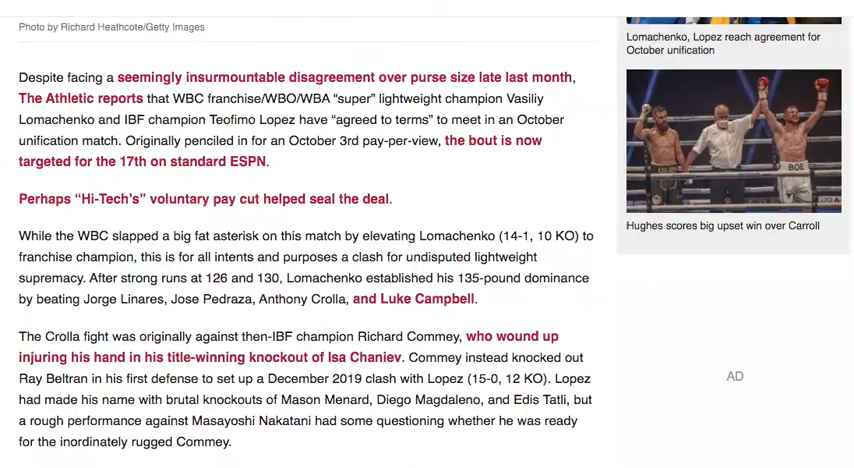 Photo by Richard Heathcote/Getty Images
Despite facing a seemingly insurmountable disagreement over purse size late last month,
The Athletic reports that WBC franchise/WBO/WBA “super” lightweight champion Vasiliy
Lomachenko and IBF champion Teofimo Lopez have “agreed to terms” to meet in an October
unification match. Originally penciled in for an October 3rd pay-per-view, the bout is now
targeted for the 17th on standard ESPN.
Perhaps “Hi-Tech’s” voluntary pay cut helped seal the deal.
While the WBC slapped a big fat asterisk on this match by elevating Lomachenko (14-1, 10 KO) to
franchise champion, this is for all intents and purposes a clash for undisputed lightweight
supremacy. After strong runs at 126 and 130, Lomachenko established his 135-pound dominance
by beating Jorge Linares, Jose Pedraza, Anthony Crolla, and Luke Campbell.
The Crolla fight was originally against then-IBF champion Richard Commey, who wound up
injuring his hand in his title-winning knockout of Isa Chaniev. Commey instead knocked out
Ray Beltran in his first defense to set up a December 2019 clash with Lopez (15-0, 12 KO). Lopez
had made his name with brutal knockouts of Mason Menard, Diego Magdaleno, and Edis Tatli, but
a rough performance against Masayoshi Nakatani had some questioning whether he was ready
for the inordinately rugged Commey.
Lomachenko, Lopez reach agreement for
October unification
BOE
Hughes scores big upset win over Carroll
AD